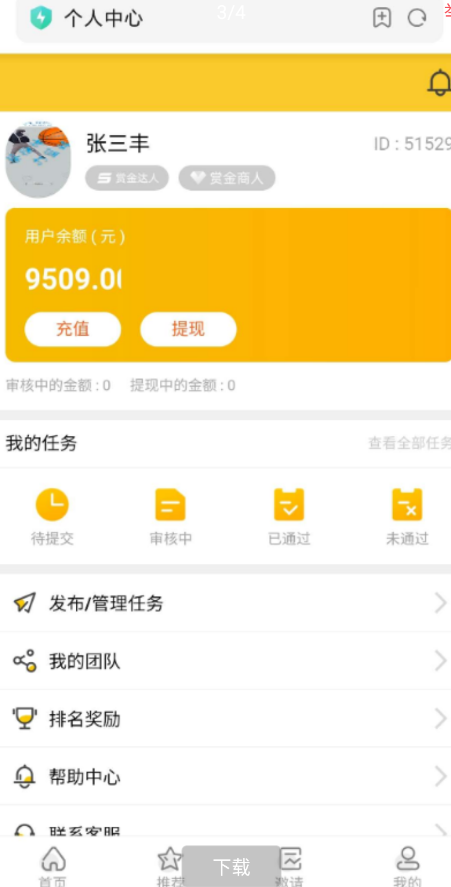 个人中心
3/4
张三丰
ID : 51529
赏金达人
赏金商人
用户余额 ( 元 )
9509.0
充值
提现
审核中的金额 : 0
提现中的金额 : 0
我的任务
查看全部任务
待提交
审核中
已通过
未通过
发布/管理任务
我的团队
排名奖励
帮助中心
联系客服
首页
推荐
下载
邀请
我的